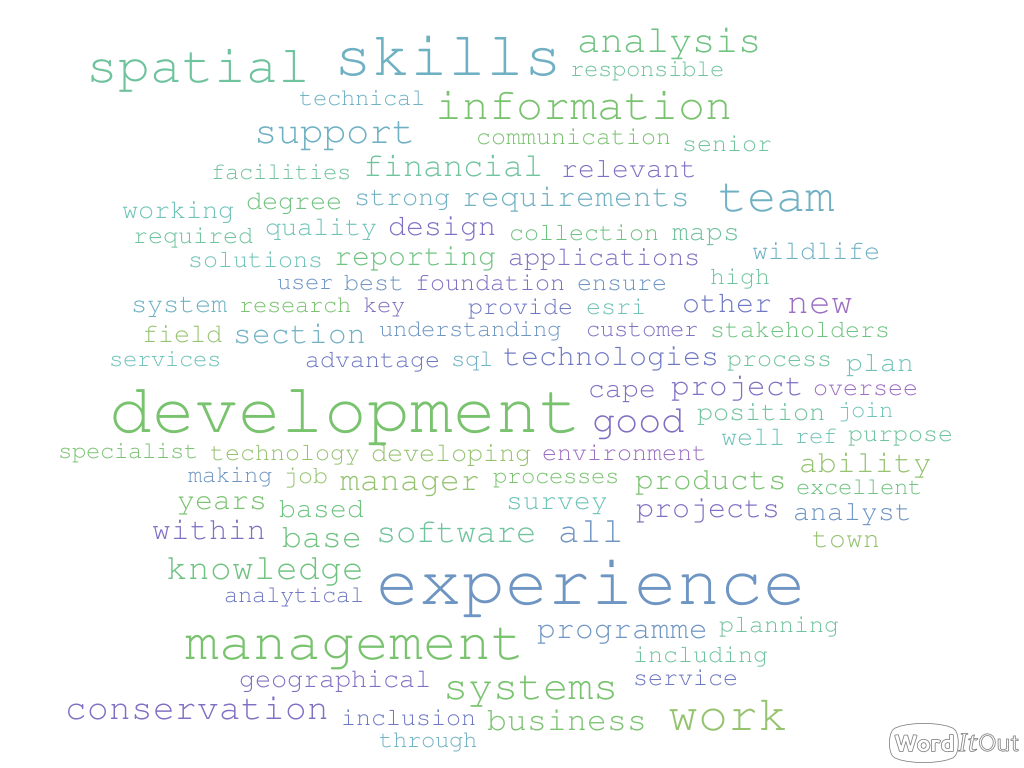 spatial skills analysis
responsible
technical information
support communication senior
facilities financial relevant
working degree strong requirements team
required quality design collection maps
solutions reporting applications wildlife
user best foundation ensure high
system research key provide esri other new
field section understanding customer stakeholders
services advantage sql technologies process plan
development cape project oversee
good position join
well ref purpose
specialist technology developing environment ability
making job manager processes products excellent
years based survey projects analyst
within base software all town
knowledge
analytical experience
management programme planning
including
geographical systems service
conservation inclusion business work
through
WordItOut